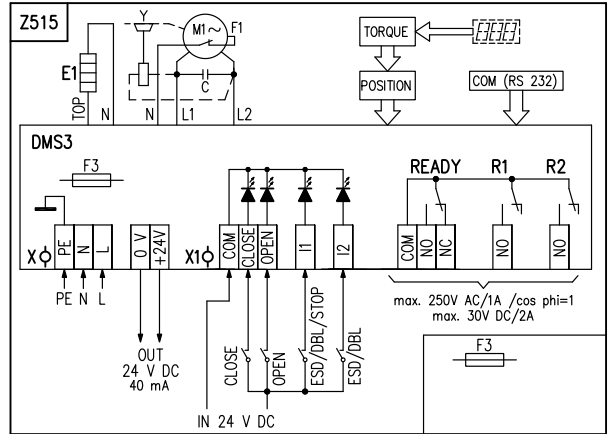 Z515
Y
M1~
F1
TORQUE
E1
C
POSITION
COM (RS 232)
TOP
N
N
L1
L2
DMS3
F3
READY
R1
R2
X
PE
N
L
0 V
+24V
X1
COM
CLOSE
OPEN
I1
I2
COM
NO
NC
NO
NO
PE N L
max. 250V AC/1A /cos phi=1
max. 30V DC/2A
OUT
24 V DC
40 mA
CLOSE
OPEN
ESD/DBL/STOP
ESD/DBL
F3
IN 24 V DC